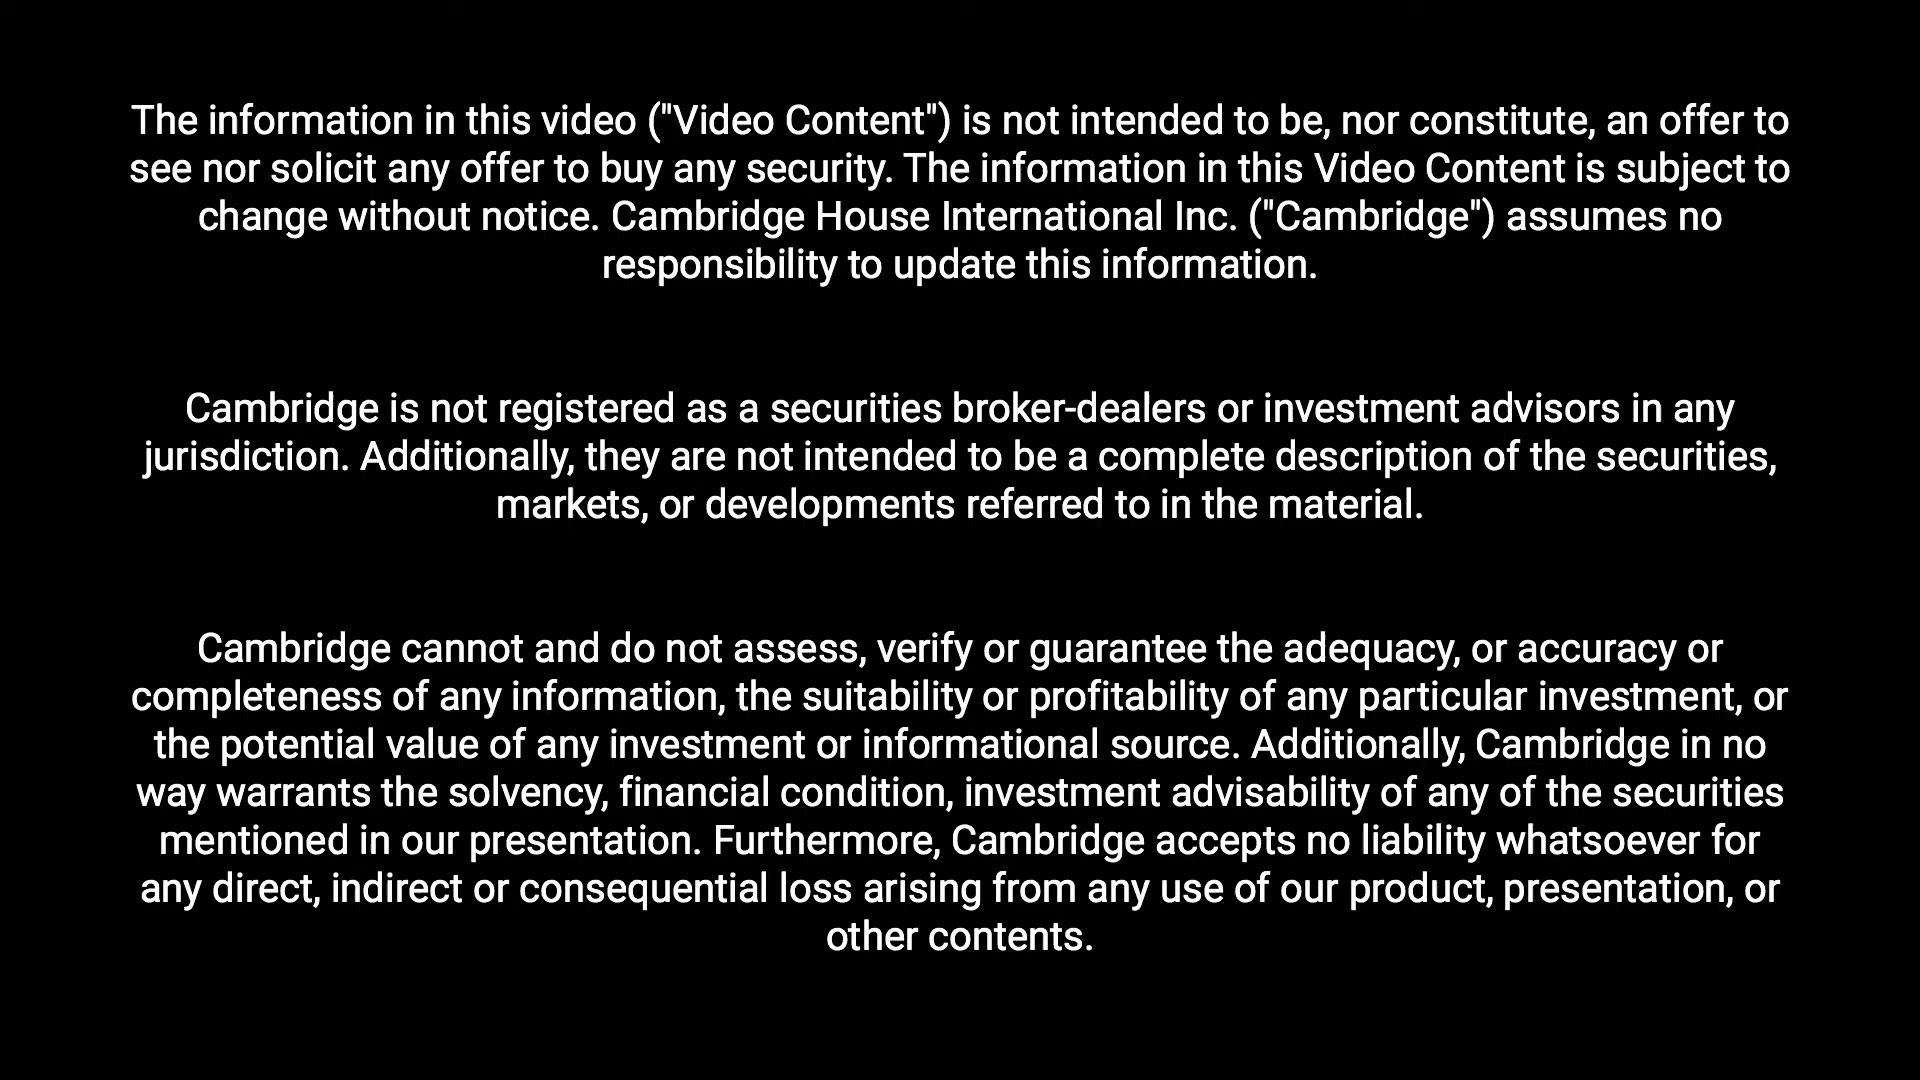 The information in this video ("Video Content") is not intended to be, nor constitute, an offer to
see nor solicit any offer to buy any security. The information in this Video Content is subject to
change without notice. Cambridge House International Inc. ("Cambridge") assumes no
responsibility to update this information.
Cambridge is not registered as a securities broker-dealers or investment advisors in any
jurisdiction. Additionally, they are not intended to be a complete description of the securities,
markets, or developments referred to in the material.
Cambridge cannot and do not assess, verify or guarantee the adequacy, or accuracy or
completeness of any information, the suitability or profitability of any particular investment, or
the potential value of any investment or informational source. Additionally, Cambridge in no
way warrants the solvency, financial condition, investment advisability of any of the securities
mentioned in our presentation. Furthermore, Cambridge accepts no liability whatsoever for
any direct, indirect or consequential loss arising from any use of our product, presentation, or
other contents.